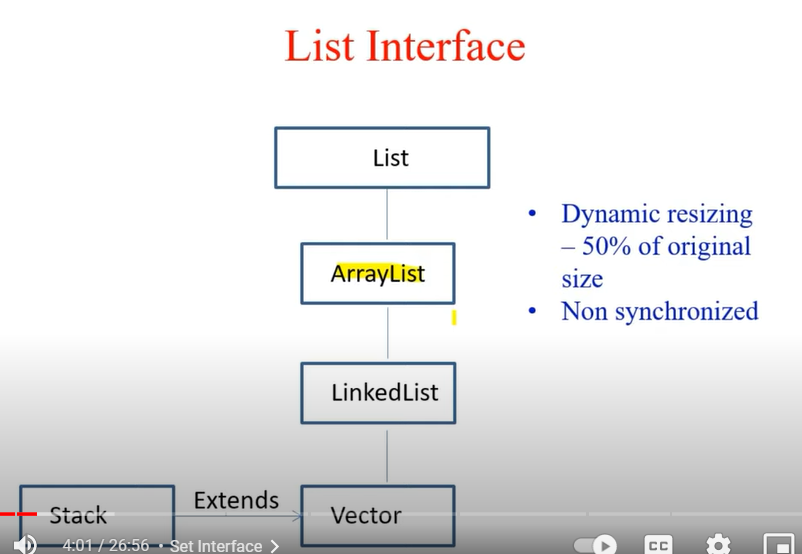 List Interface
List
• Dynamic resizing
– 50% of original
size
• Non synchronized
ArrayList
LinkedList
Stack
Extends
Vector
4:01 / 26:56 • Set Interface >
CC